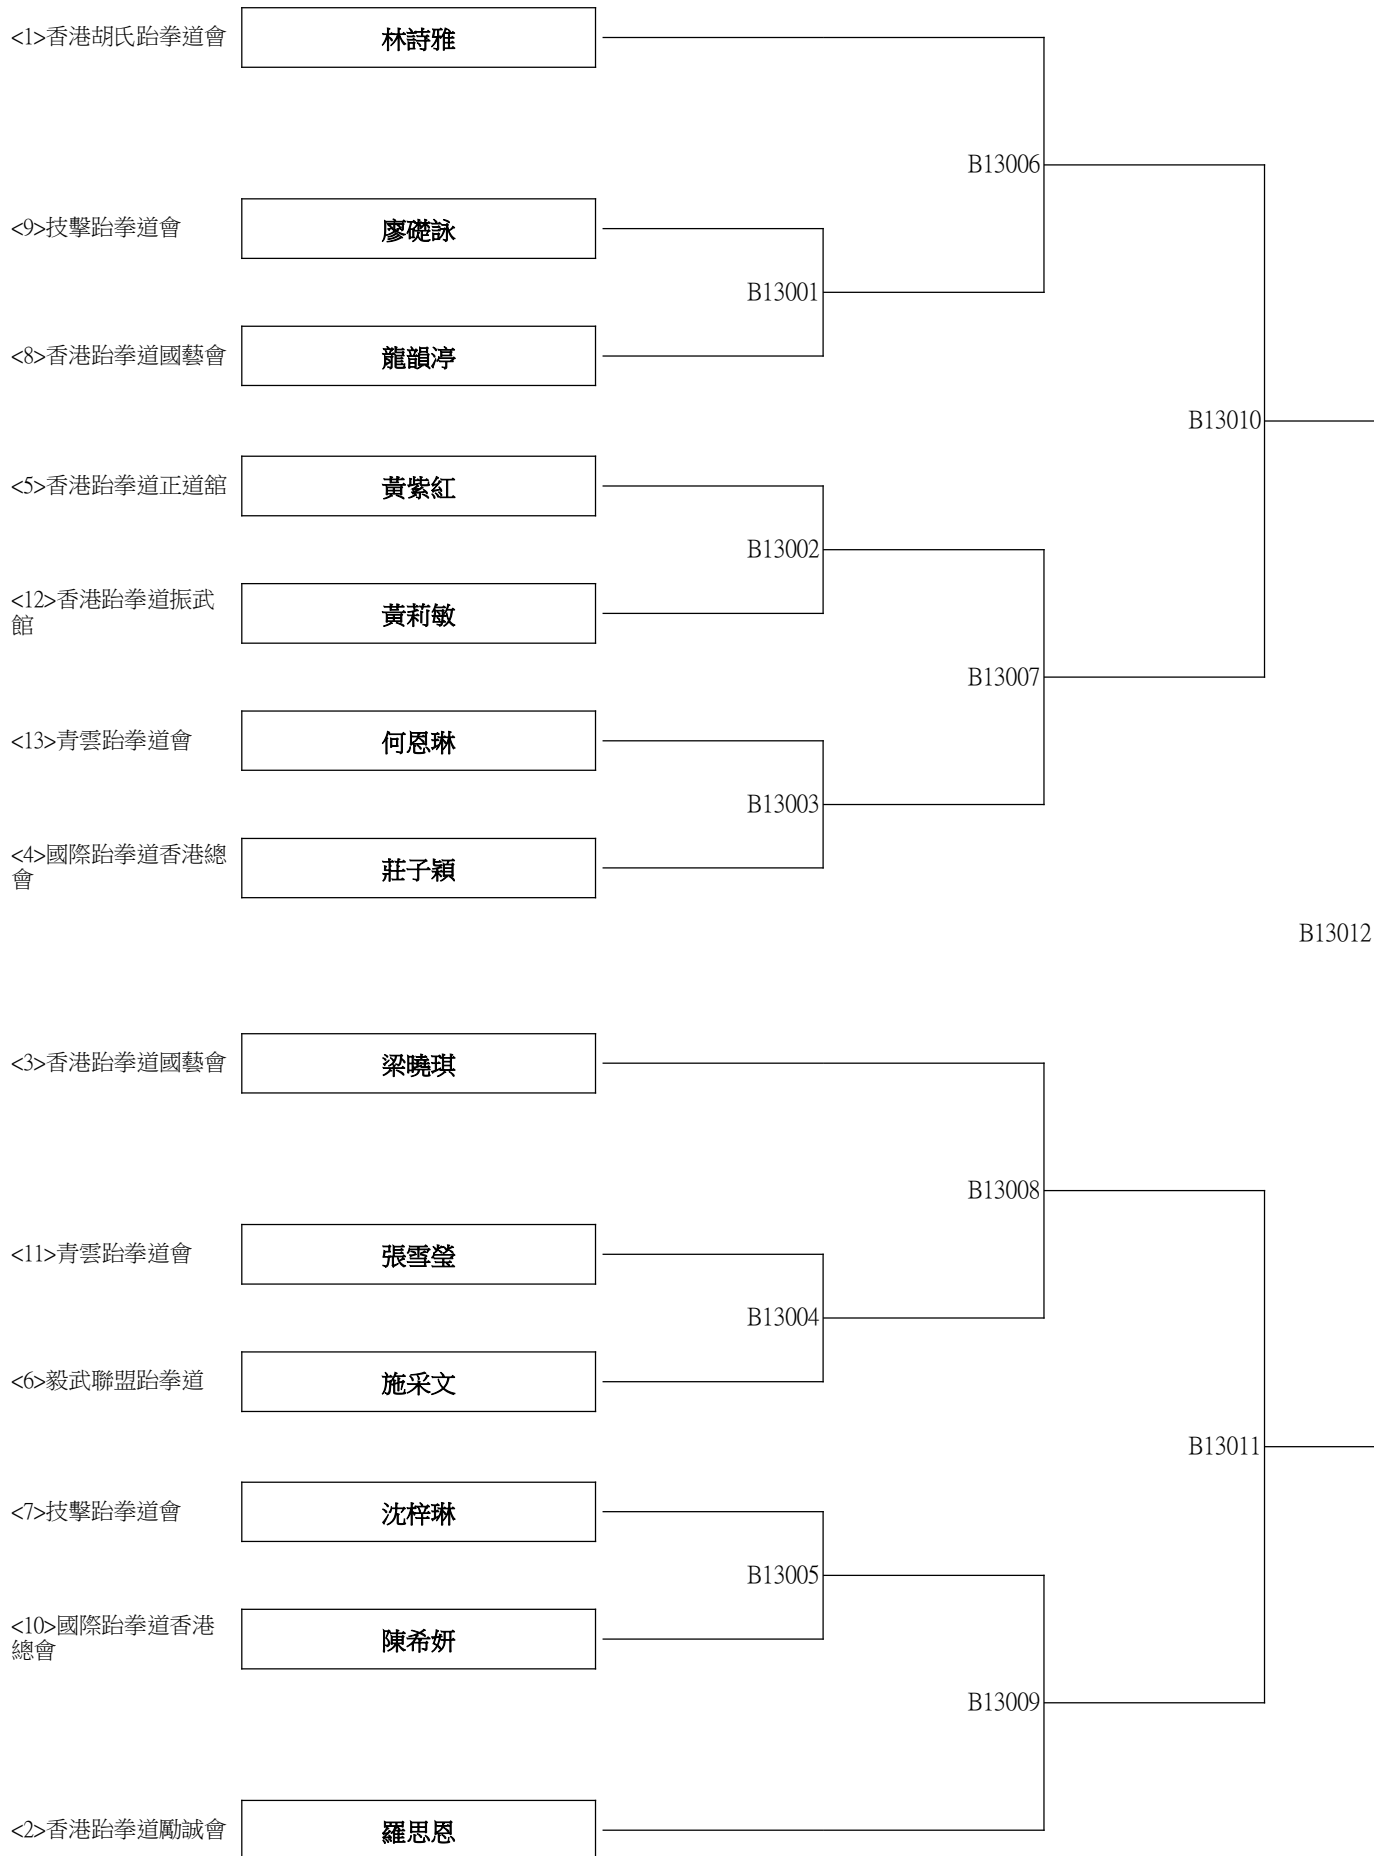 <1>香港胡氏跆拳道會 林詩雅
B13006
<9>技擊跆拳道會 廖礎詠
B13001
<8>香港跆拳道國藝會 龍韻渟
B13010
<5>香港跆拳道正道舘 黃紫紅
B13002
<12>香港跆拳道振武
館
黃莉敏
B13007
<13>青雲跆拳道會 何恩琳
B13003
<4>國際跆拳道香港總
會
莊子穎
B13012
<3>香港跆拳道國藝會 梁曉琪
B13008
<11>青雲跆拳道會 張雪瑩
B13004
<6>毅武聯盟跆拳道 施采文
B13011
<7>技擊跆拳道會 沈梓琳
B13005
<10>國際跆拳道香港
總會
陳希妍
B13009
<2>香港跆拳道勵誠會 羅思恩